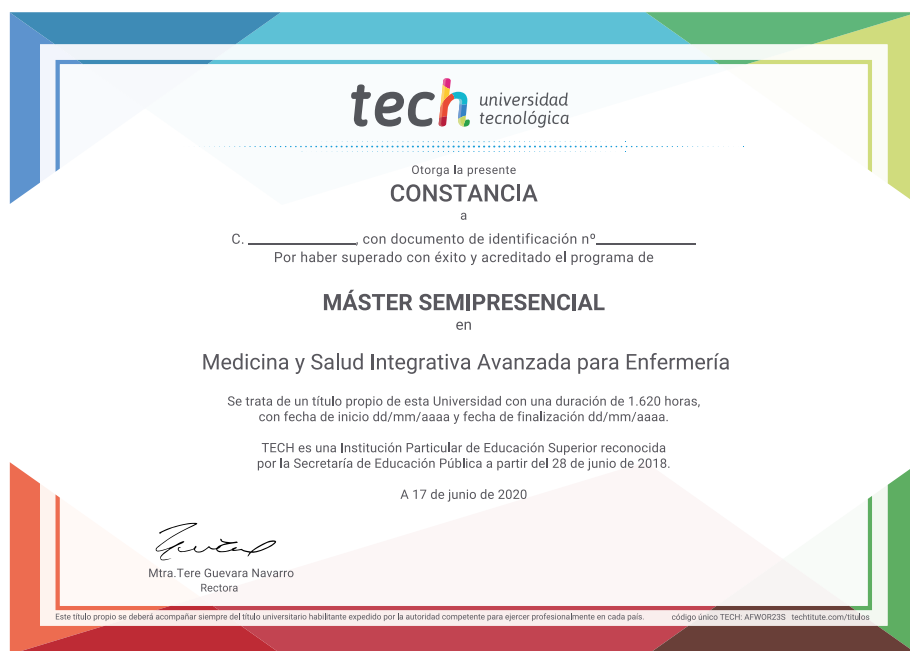 tech universidad
tecnológica
Otorga la presente
CONSTANCIA
a
C. ______________, con documento de identificación nº_____________
Por haber superado con éxito y acreditado el programa de
MÁSTER SEMIPRESENCIAL
en
Medicina y Salud Integrativa Avanzada para Enfermería
Se trata de un título propio de esta Universidad con una duración de 1.620 horas,
con fecha de inicio dd/mm/aaaa y fecha de finalización dd/mm/aaaa.
TECH es una Institución Particular de Educación Superior reconocida
por la Secretaría de Educación Pública a partir del 28 de junio de 2018.
A 17 de junio de 2020
Mtra.Tere Guevara Navarro
Rectora
Este título propio se deberá acompañar siempre del título universitario habilitante expedido por la autoridad competente para ejercer profesionalmente en cada país. código único TECH: AFWOR23S techtitute.com/titulos